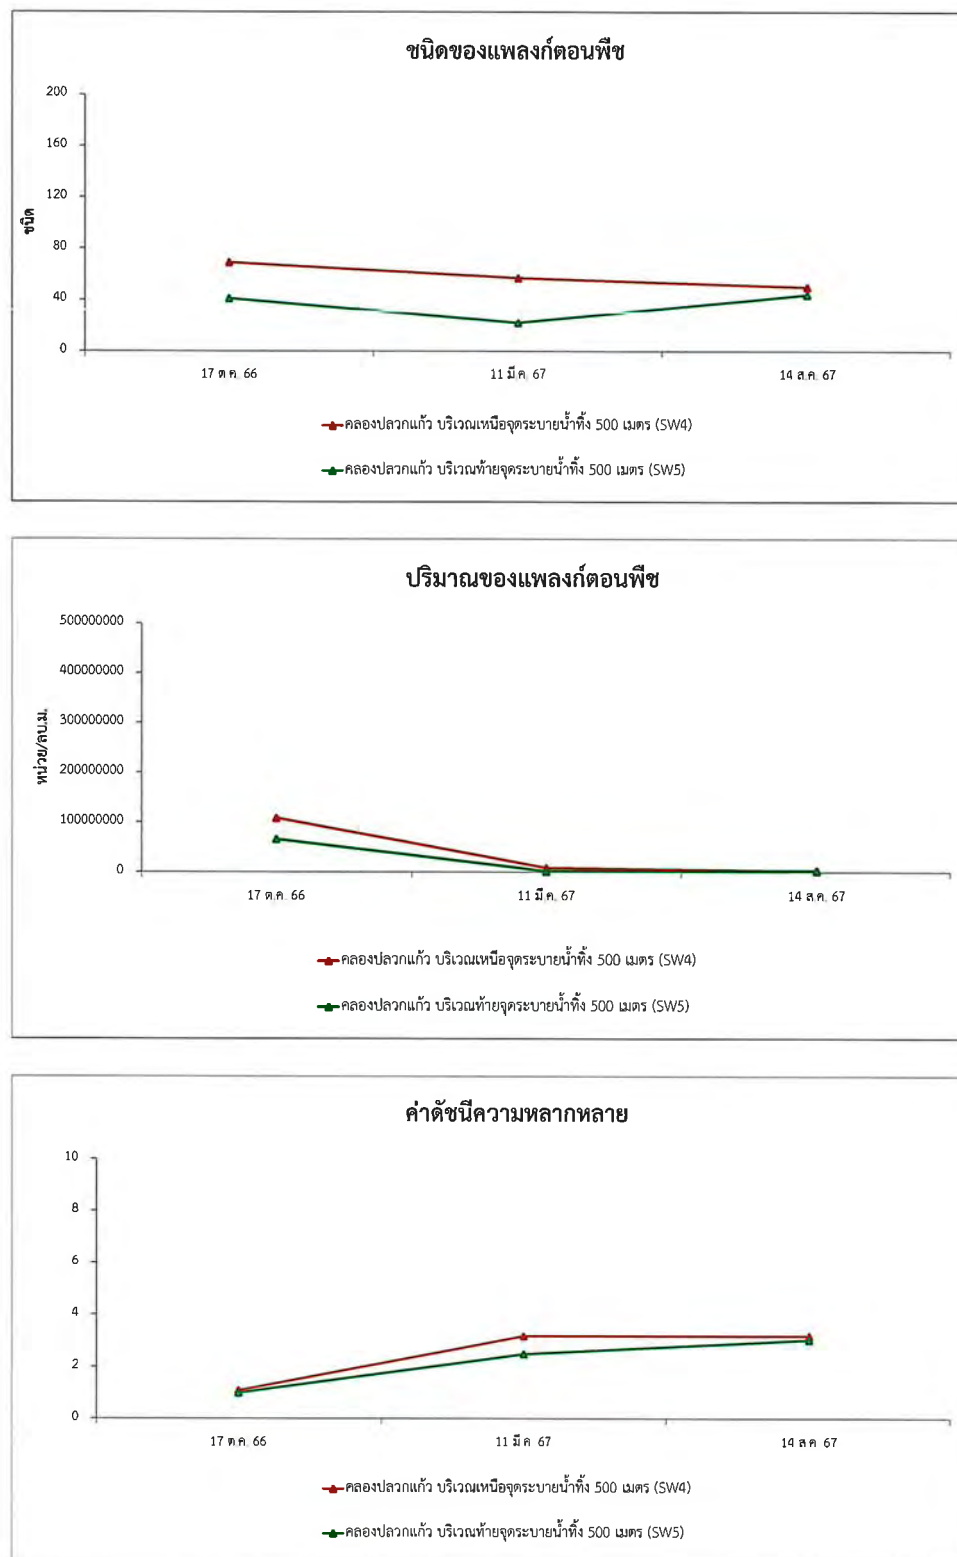 ชนิดของแพลงก์ตอนพืช
200
160
120
80
40
0
ชนิด
17 ต.ค. 66
11 มี.ค. 67
14 ส.ค. 67
คลองปลวกแก้ว บริเวณเหนือจุดระบายน้ำทิ้ง 500 เมตร (SW4)
คลองปลวกแก้ว บริเวณท้ายจุดระบายน้ำทิ้ง 500 เมตร (SW5)
ปริมาณของแพลงก์ตอนพืช
500000000
400000000
300000000
200000000
100000000
0
หน่วย/ลบ.ม.
17 ต.ค. 66
11 มี.ค. 67
14 ส.ค. 67
คลองปลวกแก้ว บริเวณเหนือจุดระบายน้ำทิ้ง 500 เมตร (SW4)
คลองปลวกแก้ว บริเวณท้ายจุดระบายน้ำทิ้ง 500 เมตร (SW5)
ค่าดัชนีความหลากหลาย
10
8
6
4
2
0
17 ต.ค. 66
11 มี.ค. 67
14 ส.ค. 67
คลองปลวกแก้ว บริเวณเหนือจุดระบายน้ำทิ้ง 500 เมตร (SW4)
คลองปลวกแก้ว บริเวณท้ายจุดระบายน้ำทิ้ง 500 เมตร (SW5)